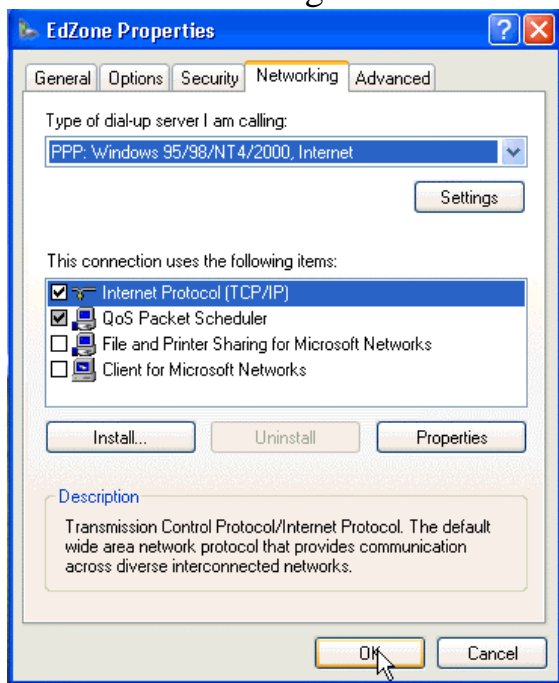 EdZone Properties
General Options Security Networking Advanced
Type of dial-up server I am calling:
PPP: Windows 95/98/NT4/2000, Internet
Settings
This connection uses the following items:
Internet Protocol (TCP/IP)
QoS Packet Scheduler
File and Printer Sharing for Microsoft Networks
Client for Microsoft Networks
Install... Uninstall Properties
Description
Transmission Control Protocol/Internet Protocol. The default
wide area network protocol that provides communication
across diverse interconnected networks.
OK Cancel